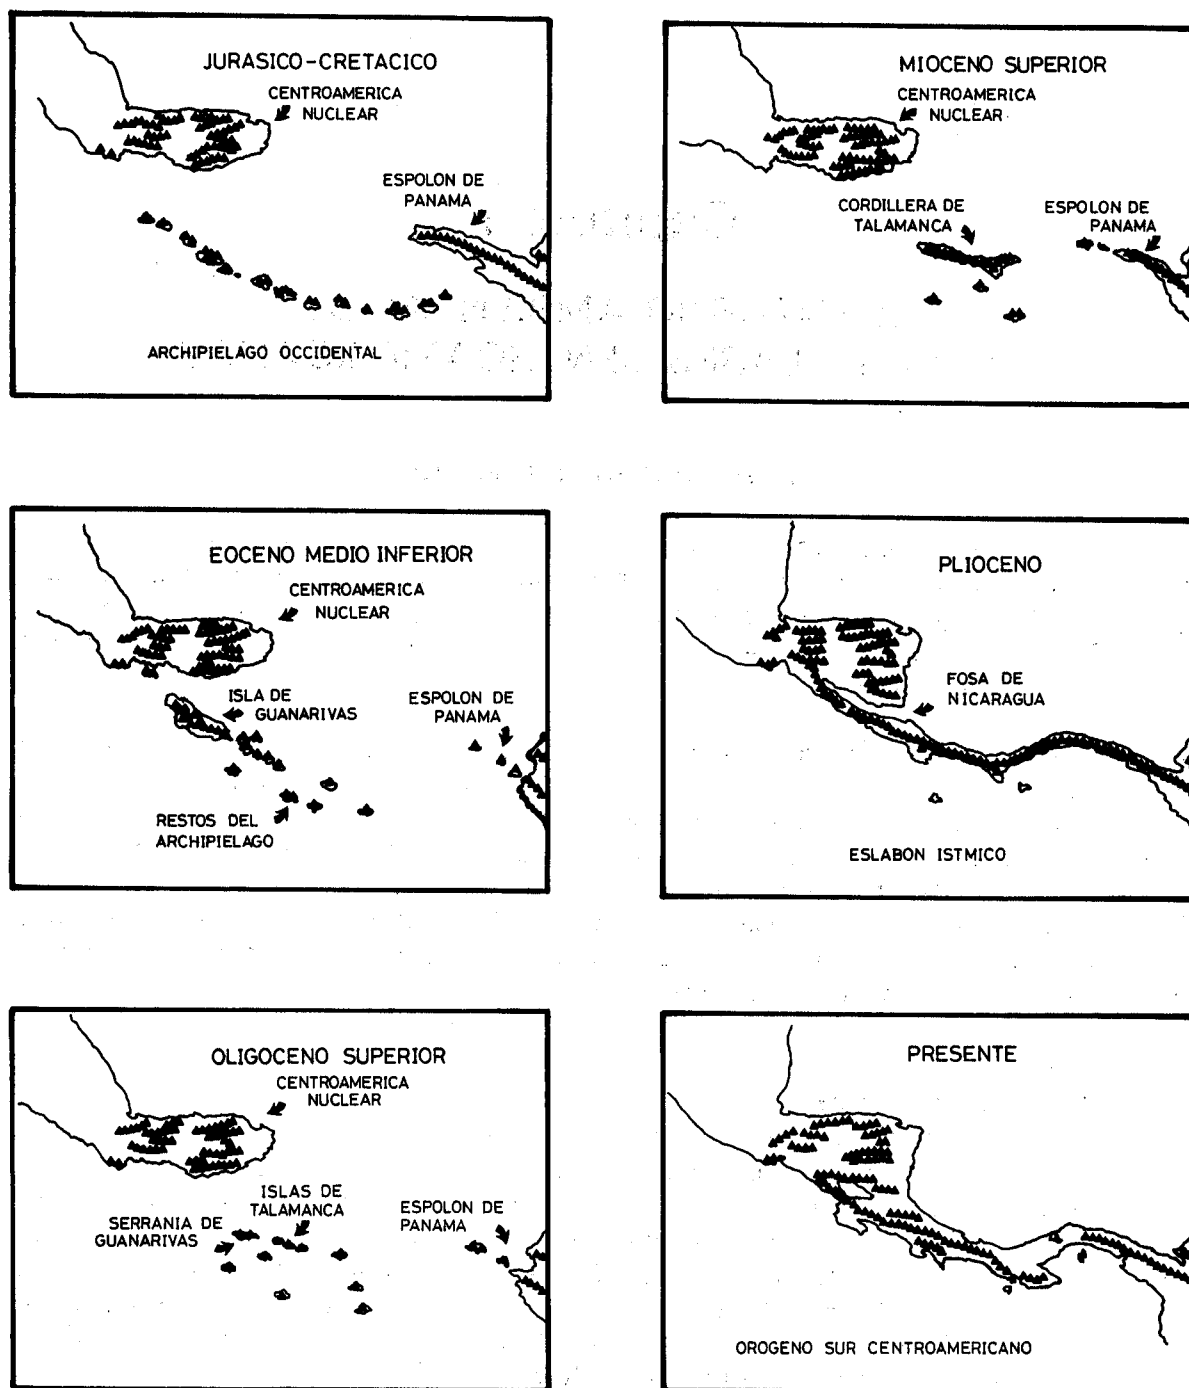 JURASICO-CRETACICO
CENTROAMERICA
NUCLEAR
ESPOLON DE
PANAMA
ARCHIPIELAGO OCCIDENTAL
MIOCENO SUPERIOR
CENTROAMERICA
NUCLEAR
CORDILLERA DE
TALAMANCA
ESPOLON DE
PANAMA
EOCENO MEDIO INFERIOR
CENTROAMERICA
NUCLEAR
ISLA DE
GUANARIVAS
ESPOLON DE
PANAMA
RESTOS DEL
ARCHIPIELAGO
PLIOCENO
FOSA DE
NICARAGUA
ESLABON ISTMICO
OLIGOCENO SUPERIOR
CENTROAMERICA
NUCLEAR
ISLAS DE
TALAMANCA
SERRANIA DE
GUANARIVAS
ESPOLON DE
PANAMA
PRESENTE
OROGENO SUR CENTROAMERICANO